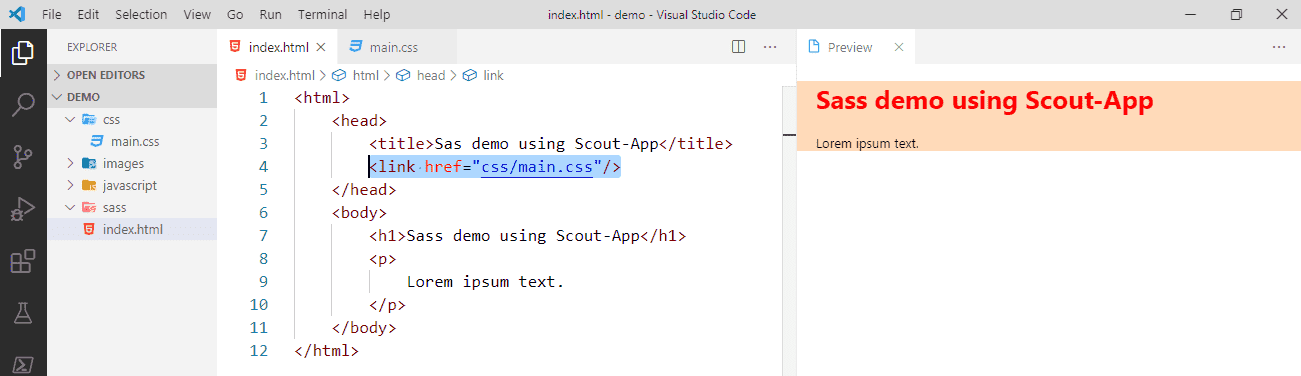 File Edit Selection View Go Run Terminal Help index.html - demo - Visual Studio Code
EXPLORER
OPEN EDITORS
DEMO
css
main.css
images
javascript
sass
index.html
index.html main.css
index.html > html > head > link
1 <html>
2 <head>
3 <title>Sas demo using Scout-App</title>
4 <link href="css/main.css"/>
5 </head>
6 <body>
7 <h1>Sass demo using Scout-App</h1>
8 <p>
9 Lorem ipsum text.
10 </p>
11 </body>
12 </html>
Preview
Sass demo using Scout-App
Lorem ipsum text.